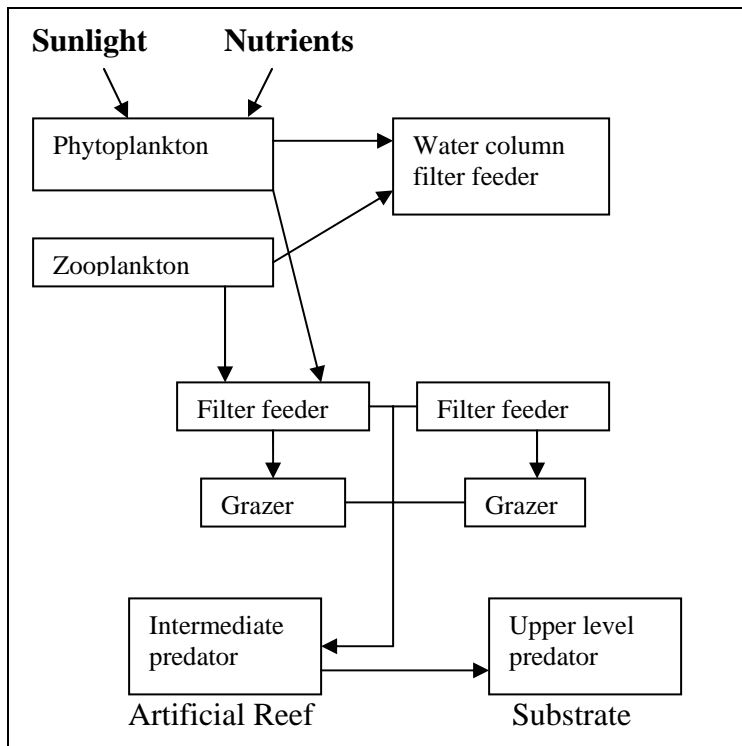 Sunlight Nutrients
Phytoplankton
Water column
filter feeder
Zooplankton
Filter feeder Filter feeder
Grazer Grazer
Intermediate
predator
Upper level
predator
Artificial Reef Substrate